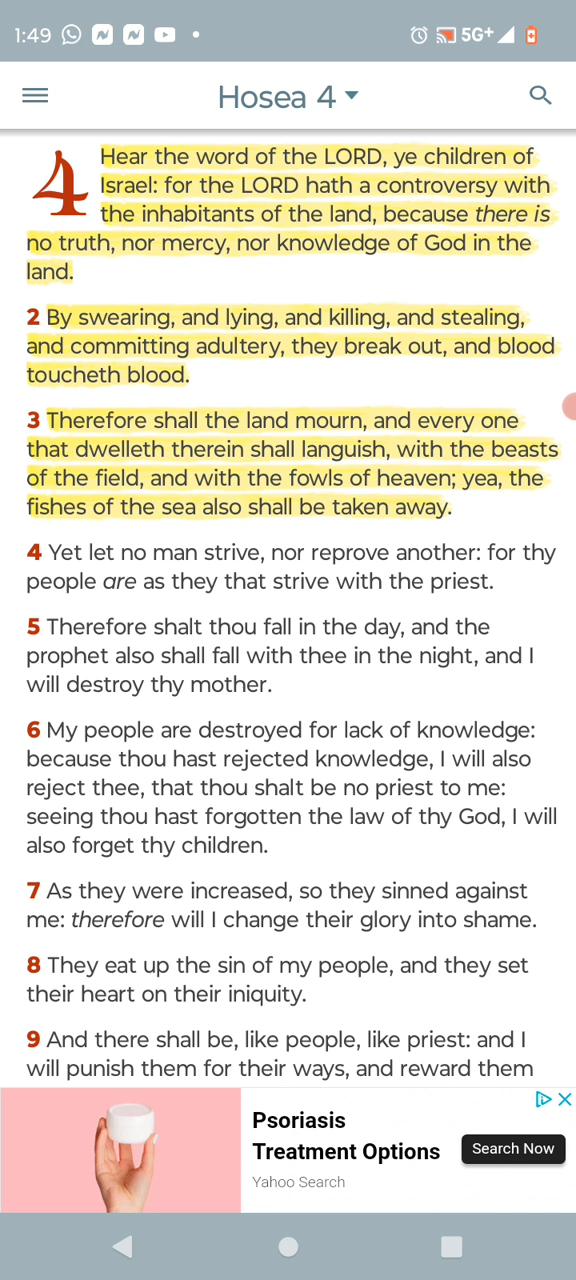 1:49
5G+
Hosea 4
4 Hear the word of the LORD, ye children of
Israel: for the LORD hath a controversy with
the inhabitants of the land, because there is
no truth, nor mercy, nor knowledge of God in the
land.
2 By swearing, and lying, and killing, and stealing,
and committing adultery, they break out, and blood
toucheth blood.
3 Therefore shall the land mourn, and every one
that dwelleth therein shall languish, with the beasts
of the field, and with the fowls of heaven; yea, the
fishes of the sea also shall be taken away.
4 Yet let no man strive, nor reprove another: for thy
people are as they that strive with the priest.
5 Therefore shalt thou fall in the day, and the
prophet also shall fall with thee in the night, and I
will destroy thy mother.
6 My people are destroyed for lack of knowledge:
because thou hast rejected knowledge, I will also
reject thee, that thou shalt be no priest to me:
seeing thou hast forgotten the law of thy God, I will
also forget thy children.
7 As they were increased, so they sinned against
me: therefore will I change their glory into shame.
8 They eat up the sin of my people, and they set
their heart on their iniquity.
9 And there shall be, like people, like priest: and I
will punish them for their ways, and reward them
Psoriasis
Treatment Options
Search Now
Yahoo Search